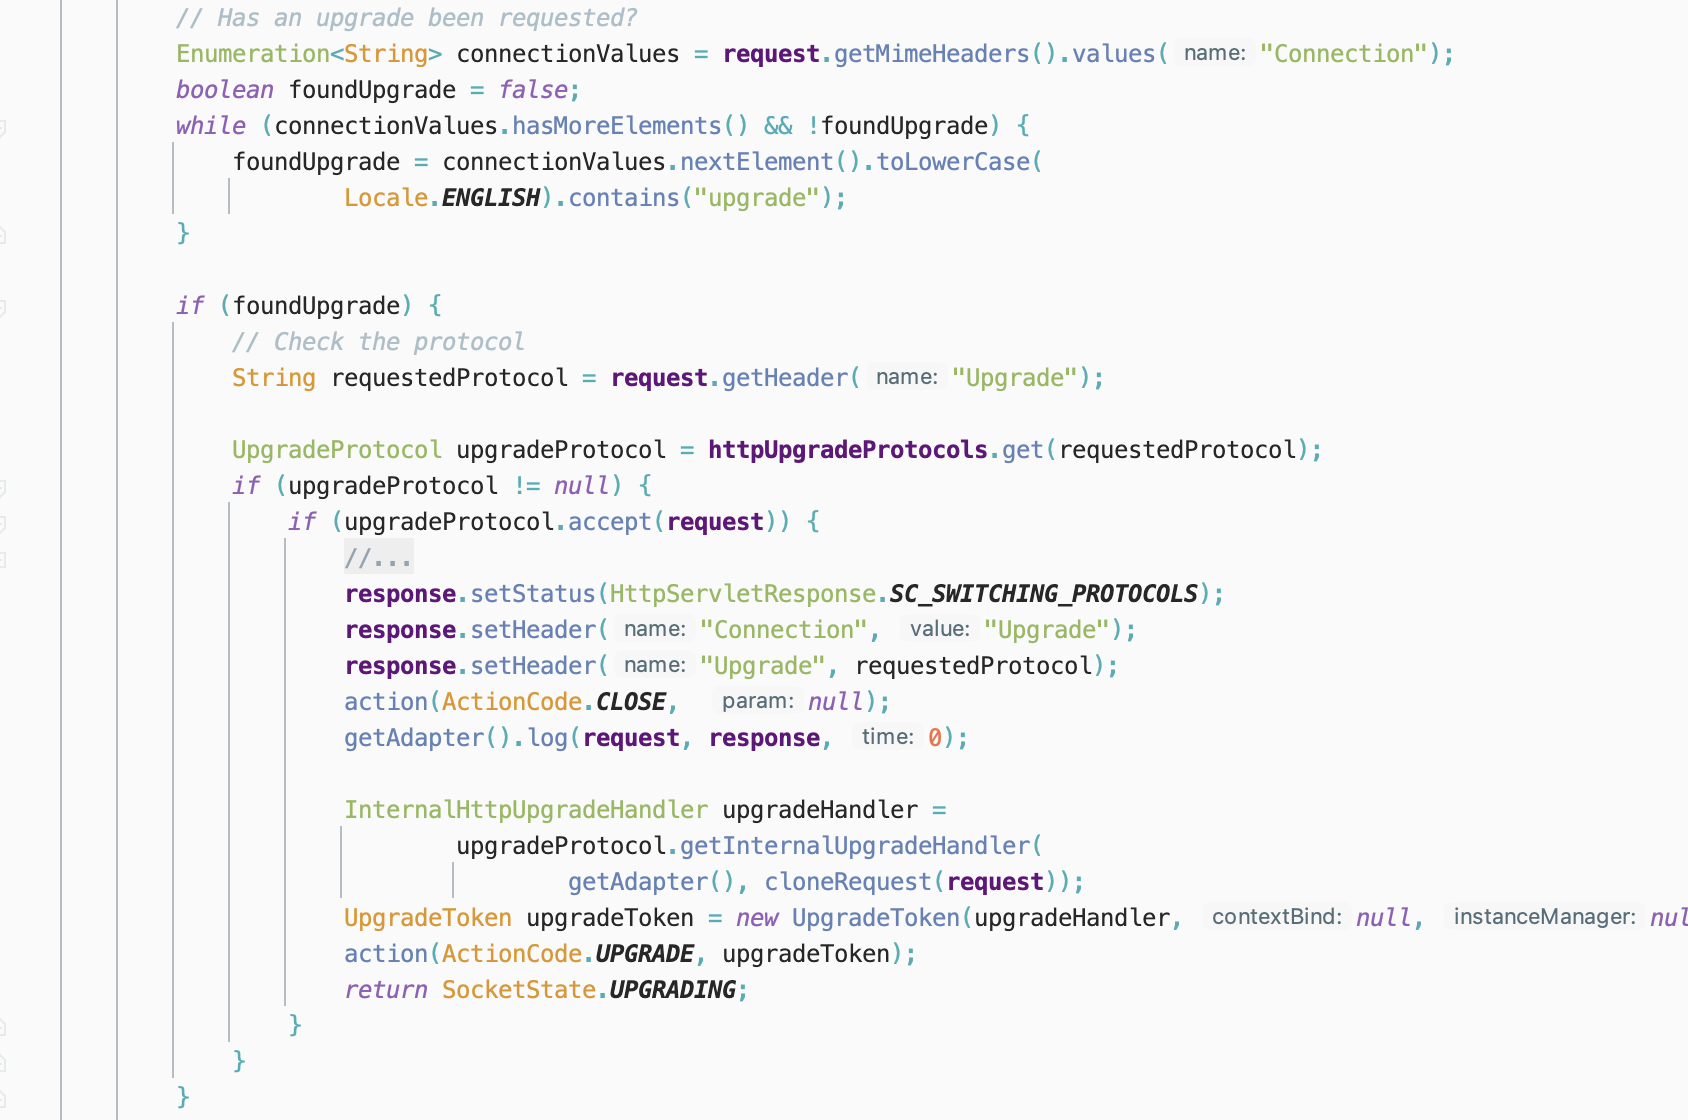 // Has an upgrade been requested?
Enumeration<String> connectionValues = request.getMimeHeaders().values( name: "Connection");
boolean foundUpgrade = false;
while (connectionValues.hasMoreElements() && !foundUpgrade) {
foundUpgrade = connectionValues.nextElement().toLowerCase(
Locale.ENGLISH).contains("upgrade");
}
if (foundUpgrade) {
// Check the protocol
String requestedProtocol = request.getHeader( name: "Upgrade");
UpgradeProtocol upgradeProtocol = httpUpgradeProtocols.get(requestedProtocol);
if (upgradeProtocol != null) {
if (upgradeProtocol.accept(request)) {
//...
response.setStatus(HttpServletResponse.SC_SWITCHING_PROTOCOLS);
response.setHeader( name: "Connection", value: "Upgrade");
response.setHeader( name: "Upgrade", requestedProtocol);
action(ActionCode.CLOSE, param: null);
getAdapter().log(request, response, time: 0);
InternalHttpUpgradeHandler upgradeHandler =
upgradeProtocol.getInternalUpgradeHandler(
getAdapter(), cloneRequest(request));
UpgradeToken upgradeToken = new UpgradeToken(upgradeHandler, contextBind: null, instanceManager: nul
action(ActionCode.UPGRADE, upgradeToken);
return SocketState.UPGRADING;
}
}
}